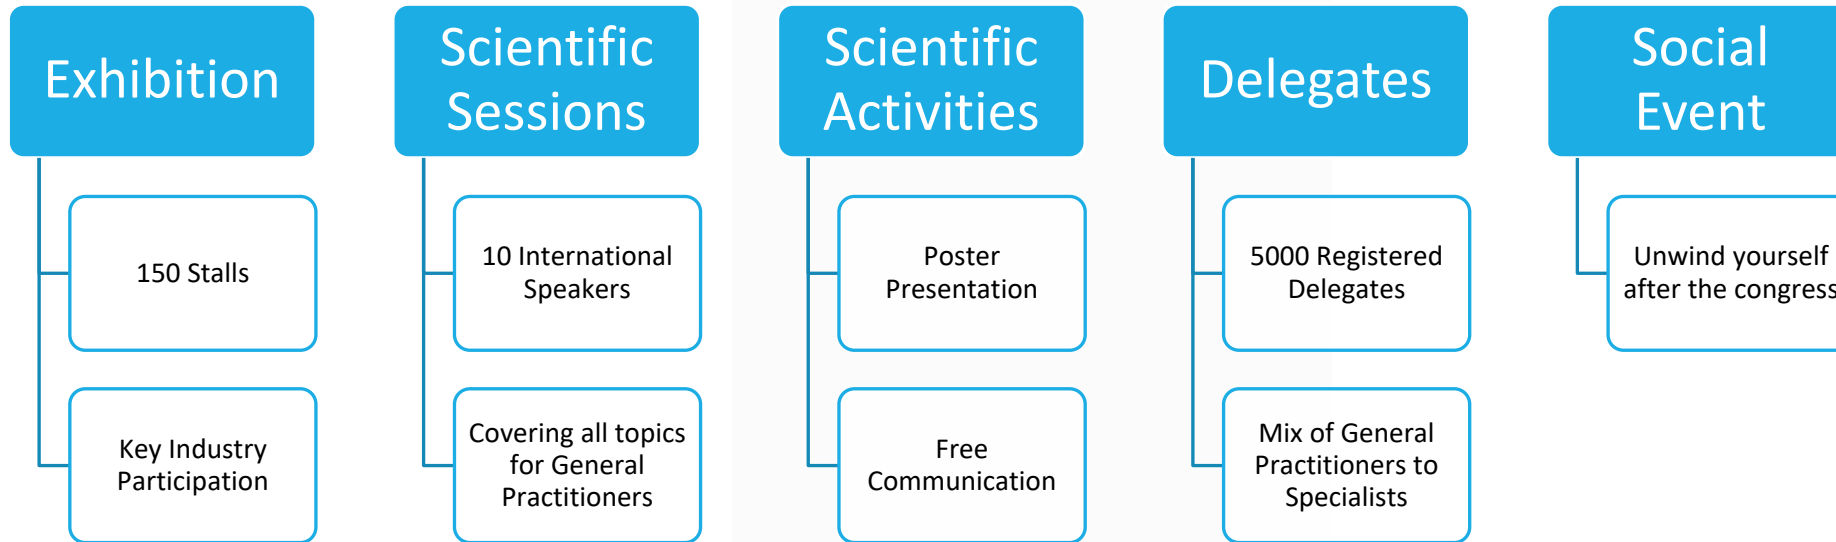 Exhibition
150 Stalls
Key Industry
Participation
Scientific
Sessions
10 International
Speakers
Covering all topics
for General
Practitioners
Scientific
Activities
Poster
Presentation
Free
Communication
Delegates
5000 Registered
Delegates
Mix of General
Practitioners to
Specialists
Social
Event
Unwind yourself
after the congress